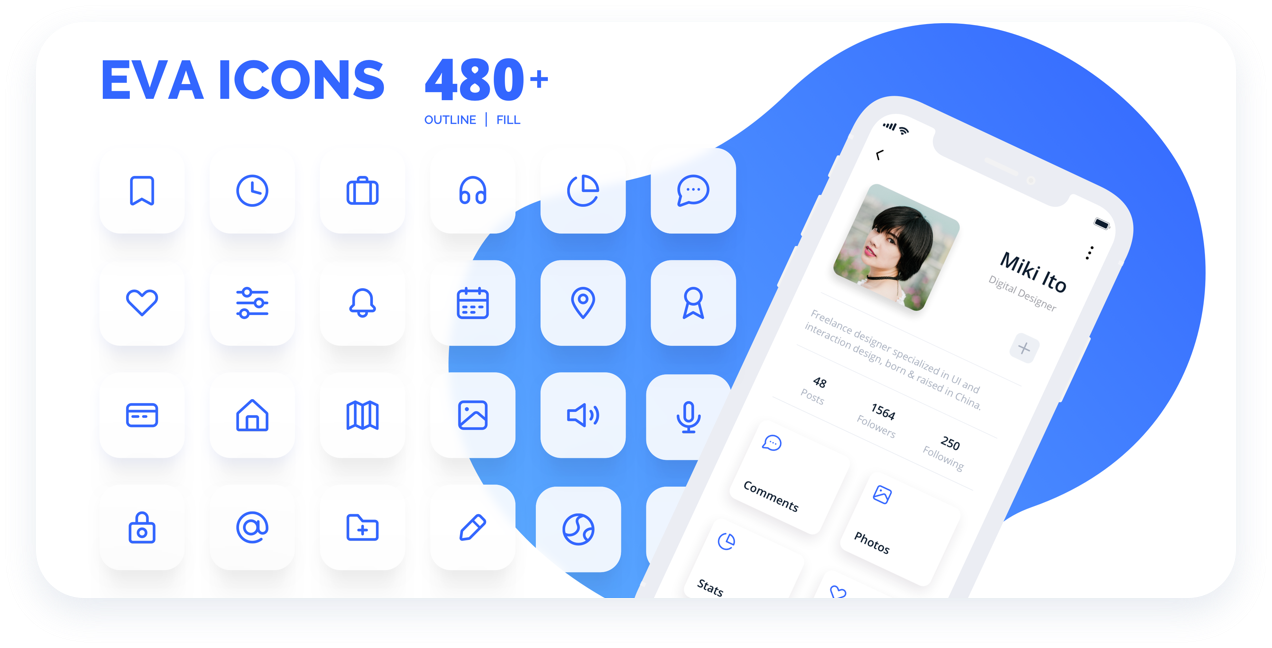 EVA ICONS
480+
OUTLINE | FILL
Miki Ito
Digital Designer
Freelance designer specialized in UI and
interaction design, born & raised in China.
48
Posts
1564
Folowers
250
Following
Comments
Photos
Stats